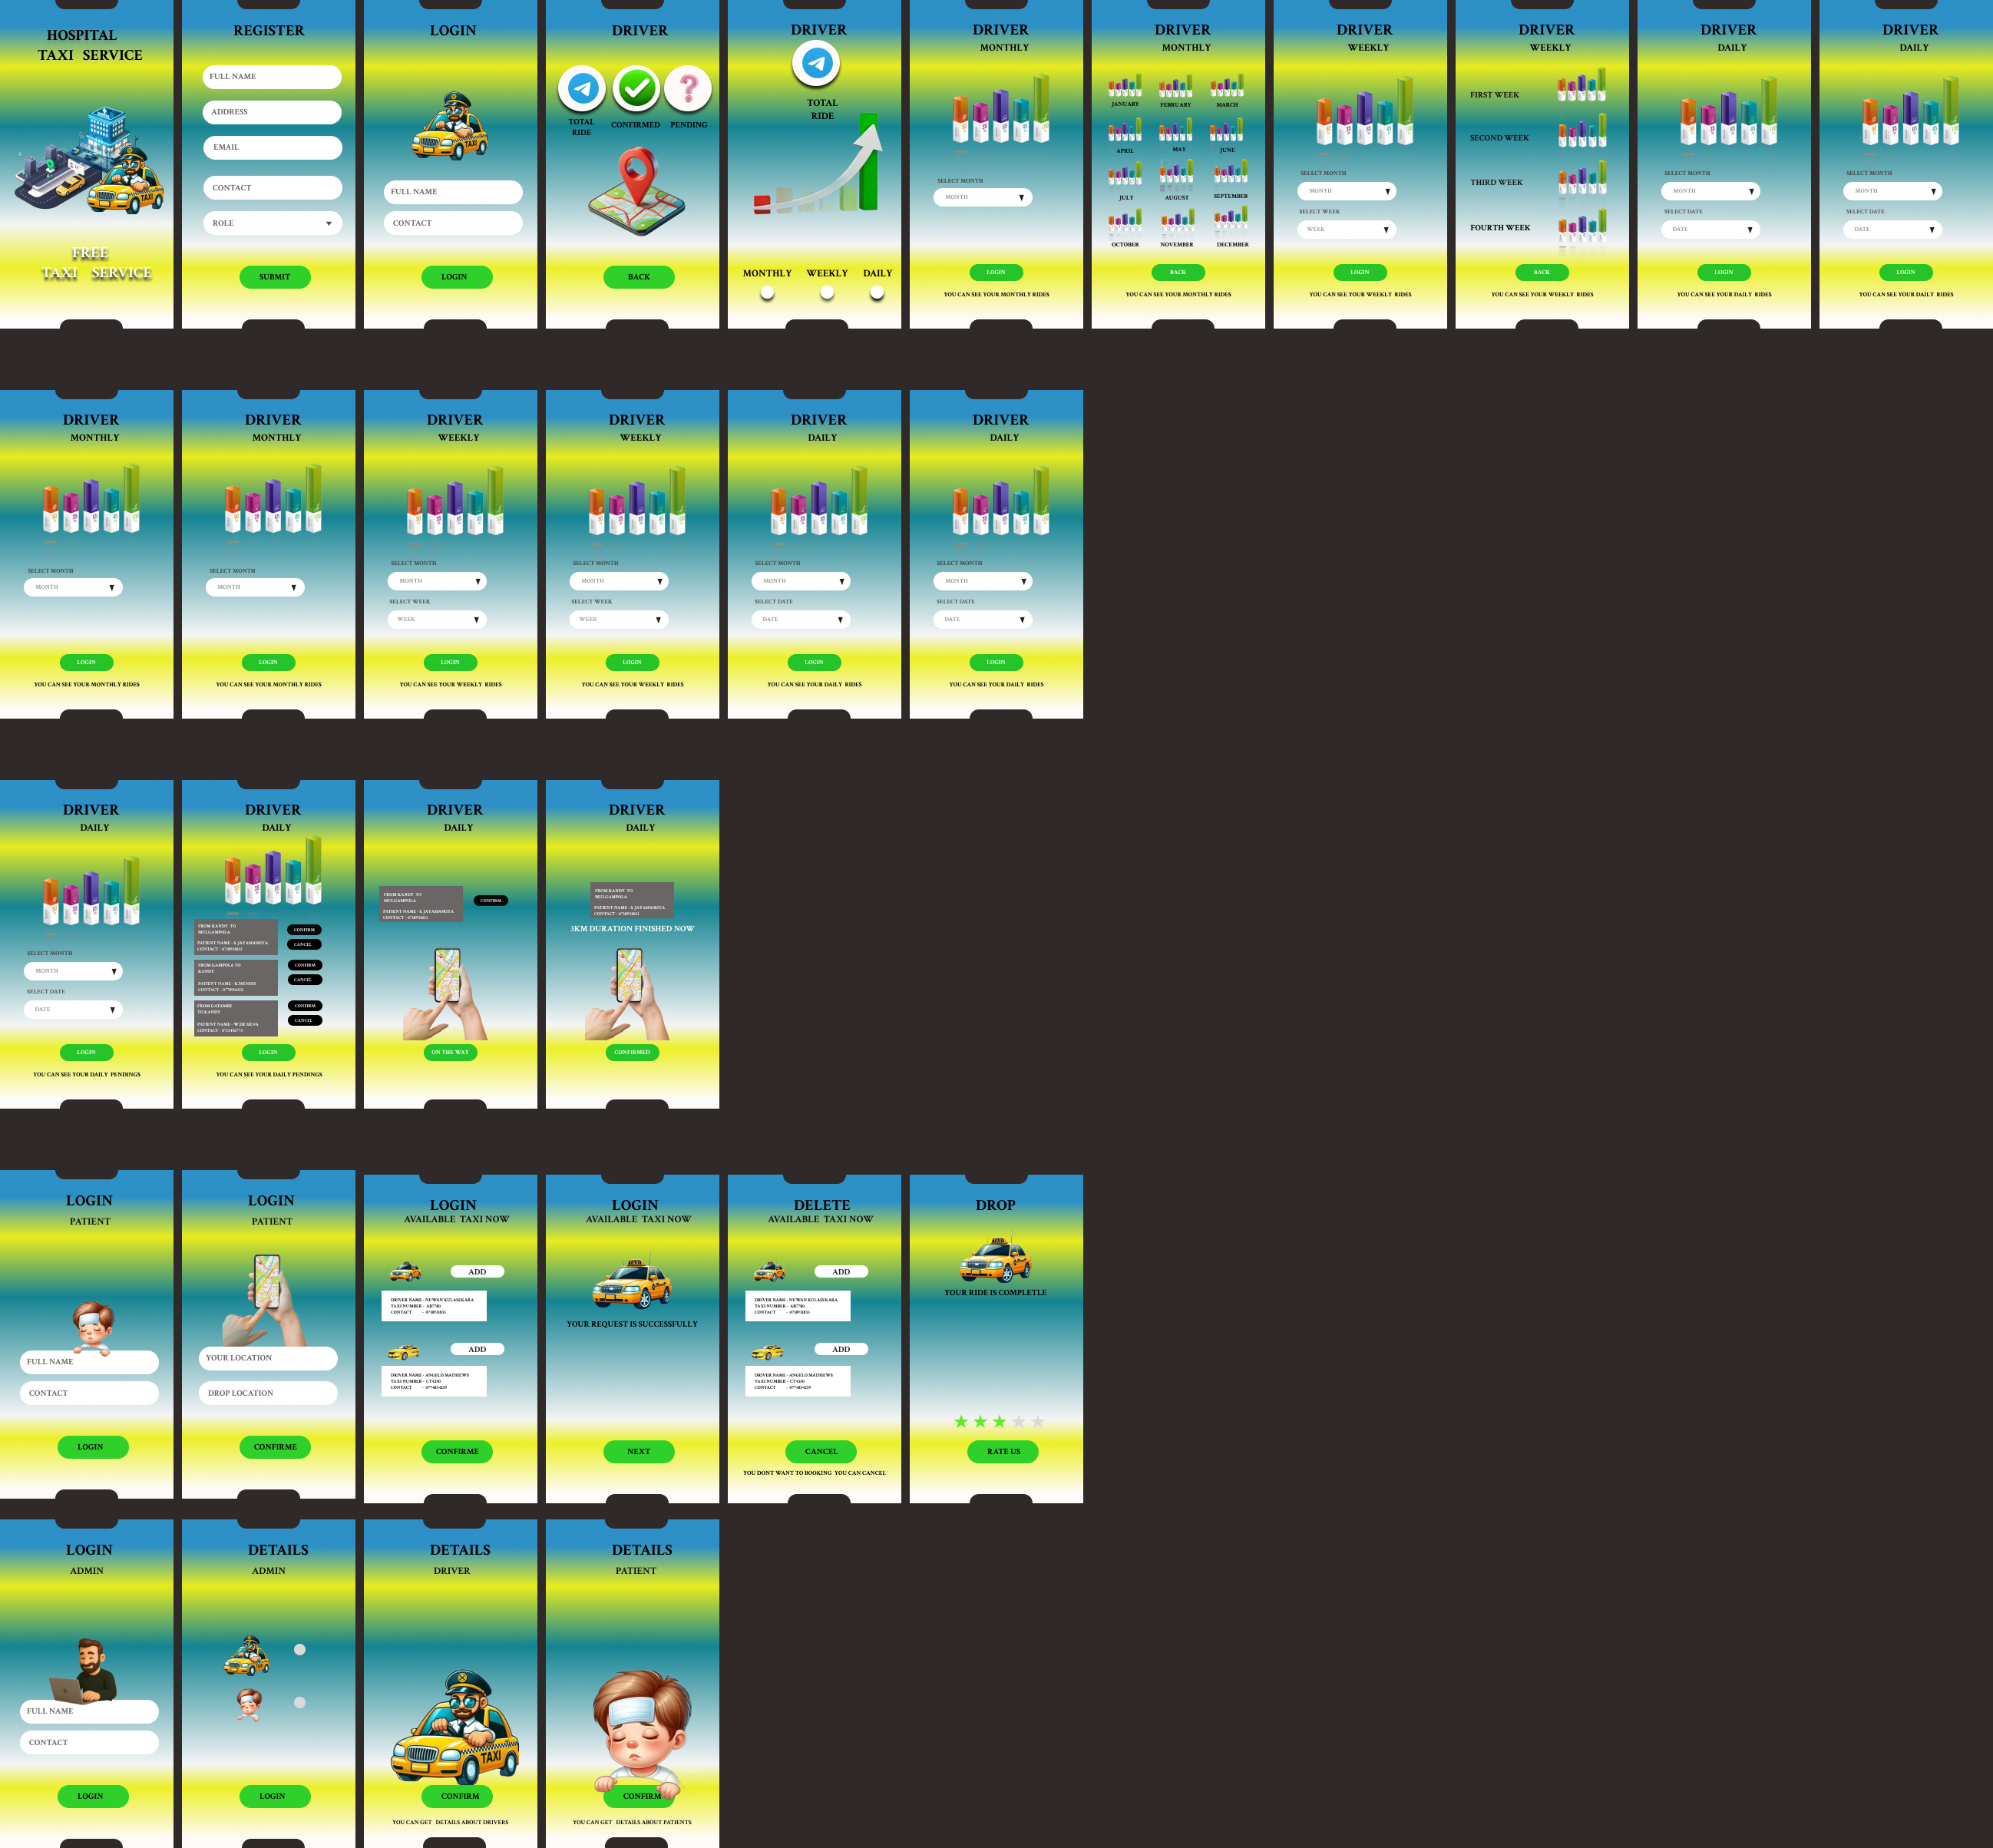 HOSPITAL
TAXI SERVICE
FREE
TAXI SERVICE
REGISTER
FULL NAME
ADDRESS
EMAIL
CONTACT
ROLE
SUBMIT
LOGIN
FULL NAME
CONTACT
LOGIN
DRIVER
TOTAL
RIDE
CONFIRMED
PENDING
BACK
DRIVER
TOTAL
RIDE
MONTHLY WEEKLY DAILY
DRIVER
MONTHLY
SELECT MONTH
MONTH
LOGIN
YOU CAN SEE YOUR MONTHLY RIDES
DRIVER
MONTHLY
JANUARY FEBRUARY MARCH
APRIL MAY JUNE
JULY AUGUST SEPTEMBER
OCTOBER NOVEMBER DECEMBER
BACK
YOU CAN SEE YOUR MONTHLY RIDES
DRIVER
WEEKLY
SELECT MONTH
MONTH
SELECT WEEK
WEEK
LOGIN
YOU CAN SEE YOUR WEEKLY RIDES
DRIVER
WEEKLY
FIRST WEEK
SECOND WEEK
THIRD WEEK
FOURTH WEEK
BACK
YOU CAN SEE YOUR WEEKLY RIDES
DRIVER
DAILY
SELECT MONTH
MONTH
SELECT DATE
DATE
LOGIN
YOU CAN SEE YOUR DAILY RIDES
DRIVER
DAILY
SELECT MONTH
MONTH
SELECT DATE
DATE
LOGIN
YOU CAN SEE YOUR DAILY RIDES
DRIVER
MONTHLY
SELECT MONTH
MONTH
LOGIN
YOU CAN SEE YOUR MONTHLY RIDES
DRIVER
MONTHLY
SELECT MONTH
MONTH
LOGIN
YOU CAN SEE YOUR MONTHLY RIDES
DRIVER
WEEKLY
SELECT MONTH
MONTH
SELECT WEEK
WEEK
LOGIN
YOU CAN SEE YOUR WEEKLY RIDES
DRIVER
WEEKLY
SELECT MONTH
MONTH
SELECT WEEK
WEEK
LOGIN
YOU CAN SEE YOUR WEEKLY RIDES
DRIVER
DAILY
SELECT MONTH
MONTH
SELECT DATE
DATE
LOGIN
YOU CAN SEE YOUR DAILY RIDES
DRIVER
DAILY
SELECT MONTH
MONTH
SELECT DATE
DATE
LOGIN
YOU CAN SEE YOUR DAILY RIDES
DRIVER
DAILY
SELECT MONTH
MONTH
SELECT DATE
DATE
LOGIN
YOU CAN SEE YOUR DAILY PENDINGS
DRIVER
DAILY
FROM KANDY TO
MULGAMPOLA
PATIENT NAME - S.JAYASOORIYA
CONTACT -
CONFIRM
CANCEL
FROM GAMPOLA TO
KANDY
PATIENT NAME - K.MENDIS
CONTACT -
CONFIRM
CANCEL
FROM GATAMBE
TO KANDY
PATIENT NAME - W.DE SILVA
CONTACT -
CONFIRM
CANCEL
LOGIN
YOU CAN SEE YOUR DAILY PENDINGS
DRIVER
DAILY
FROM KANDY TO
MULGAMPOLA
PATIENT NAME - S.JAYASOORIYA
CONTACT -
CONFIRM
ON THE WAY
DRIVER
DAILY
FROM KANDY TO
MULGAMPOLA
PATIENT NAME - S.JAYASOORIYA
CONTACT -
3KM DURATION FINISHED NOW
CONFIRMED
LOGIN
PATIENT
FULL NAME
CONTACT
LOGIN
LOGIN
PATIENT
YOUR LOCATION
DROP LOCATION
CONFIRME
LOGIN
AVAILABLE TAXI NOW
ADD
DRIVER NAME - NUWAN KULASEKARA
TAXI NUMBER - AB7780
CONTACT -
ADD
DRIVER NAME - ANGELO MATHEWS
TAXI NUMBER - CT4250
CONTACT -
CONFIRME
LOGIN
AVAILABLE TAXI NOW
TAXI
YOUR REQUEST IS SUCCESSFULLY
NEXT
DELETE
AVAILABLE TAXI NOW
ADD
DRIVER NAME - NUWAN KULASEKARA
TAXI NUMBER - AB7780
CONTACT -
ADD
DRIVER NAME - ANGELO MATHEWS
TAXI NUMBER - CT4250
CONTACT -
CANCEL
YOU DONT WANT TO BOOKING YOU CAN CANCEL
DROP
TAXI
YOUR RIDE IS COMPLETLE
RATE US
LOGIN
ADMIN
FULL NAME
CONTACT
LOGIN
DETAILS
ADMIN
LOGIN
DETAILS
DRIVER
TAXI
CONFIRM
YOU CAN GET DETAILS ABOUT DRIVERS
DETAILS
PATIENT
CONFIRM
YOU CAN GET DETAILS ABOUT PATIENTS